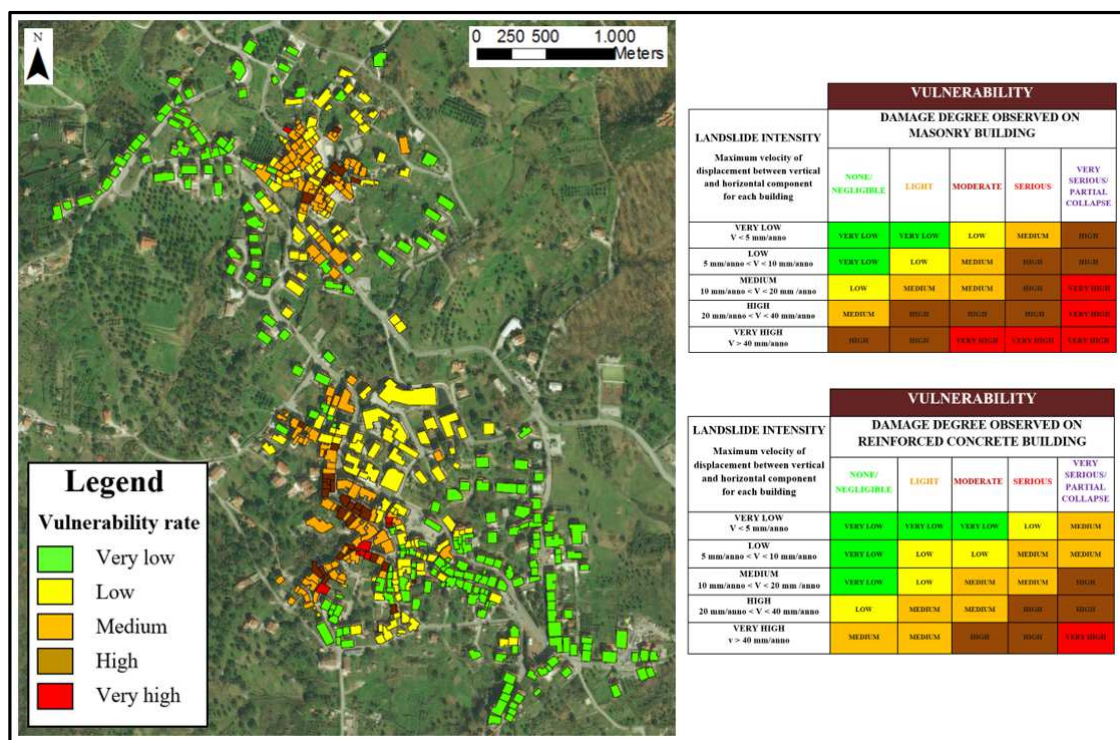 N
0 250 500 1.000
Meters
Legend
Vulnerability rate
Very low
Low
Medium
High
Very high
VULNERABILITY
LANDSLIDE INTENSITY
Maximum velocity of
displacement between vertical
and horizontal component
for each building
DAMAGE DEGREE OBSERVED ON
MASONRY BUILDING
NONE/
NEGLIGIBLE
LIGHT
MODERATE
SERIOUS
VERY
SERIOUS/
PARTIAL
COLLAPSE
VERY LOW
V < 5 mm/anno
VERY LOW VERY LOW LOW MEDIUM HIGH
LOW
5 mm/anno < V < 10 mm/anno
VERY LOW LOW MEDIUM HIGH HIGH
MEDIUM
10 mm/anno < V < 20 mm /anno
LOW MEDIUM MEDIUM HIGH VERY HIGH
HIGH
20 mm/anno < V < 40 mm/anno
MEDIUM HIGH HIGH HIGH VERY HIGH
VERY HIGH
V > 40 mm/anno
HIGH HIGH VERY HIGH VERY HIGH VERY HIGH
VULNERABILITY
LANDSLIDE INTENSITY
Maximum velocity of
displacement between vertical
and horizontal component
for each building
DAMAGE DEGREE OBSERVED ON
REINFORCED CONCRETE BUILDING
NONE/
NEGLIGIBLE
LIGHT
MODERATE
SERIOUS
VERY
SERIOUS/
PARTIAL
COLLAPSE
VERY LOW
V < 5 mm/anno
VERY LOW VERY LOW VERY LOW LOW MEDIUM
LOW
5 mm/anno < V < 10 mm/anno
VERY LOW LOW LOW MEDIUM MEDIUM
MEDIUM
10 mm/anno < V < 20 mm /anno
VERY LOW LOW MEDIUM MEDIUM HIGH
HIGH
20 mm/anno < V < 40 mm/anno
LOW MEDIUM MEDIUM HIGH HIGH
VERY HIGH
v > 40 mm/anno
MEDIUM MEDIUM HIGH HIGH VERY HIGH